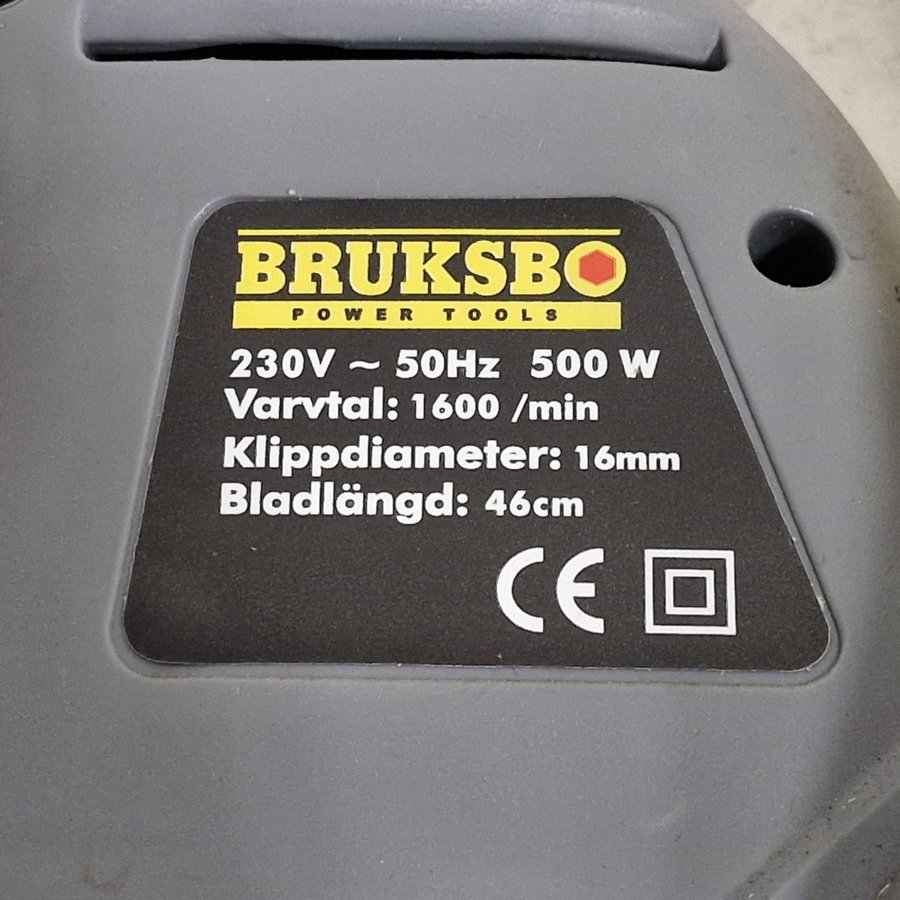 BRUKSBO
POWER TOOLS
230V ~ 50Hz 500 W
Varvtal: 1600 /min
Klippdiameter: 16mm
Bladlängd: 46cm
CE